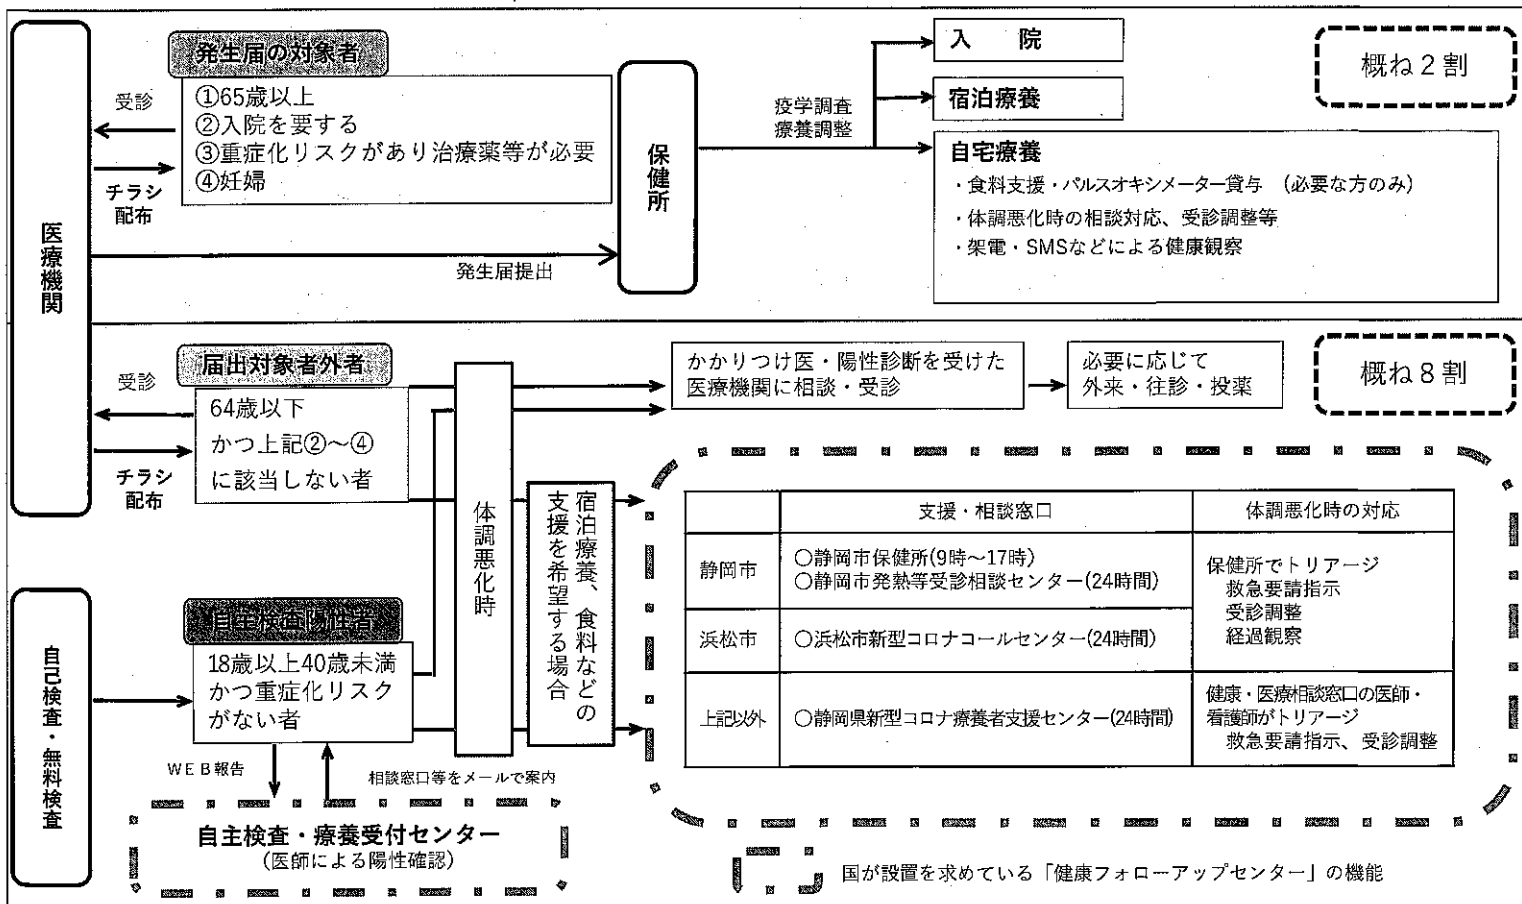 医療機関
発生届の対象者
受診
チラシ
配布
①65歳以上
②入院を要する
③重症化リスクがあり治療薬等が必要
④妊婦
発生届提出
保健所
疫学調査
療養調整
入　院
宿泊療養
自宅療養
・食料支援・パルスオキシメーター貸与　(必要な方のみ)
・体調悪化時の相談対応、受診調整等
・架電・SMSなどによる健康観察
概ね2割
届出対象者外者
受診
チラシ
配布
64歳以下
かつ上記②～④
に該当しない者
体調悪化時
宿泊療養、食料などの
支援を希望する場合
かかりつけ医・陽性診断を受けた
医療機関に相談・受診
必要に応じて
外来・往診・投薬
概ね8割
支援・相談窓口
体調悪化時の対応
静岡市
○静岡市保健所(9時～17時)
○静岡市発熱等受診相談センター(24時間)
保健所でトリアージ
救急要請指示
受診調整
経過観察
浜松市
○浜松市新型コロナコールセンター(24時間)
上記以外
○静岡県新型コロナ療養者支援センター(24時間)
健康・医療相談窓口の医師・
看護師がトリアージ
救急要請指示、受診調整
自己検査・無料検査
自主検査陽性者
18歳以上40歳未満
かつ重症化リスク
がない者
WEB報告
相談窓口等をメールで案内
自主検査・療養受付センター
(医師による陽性確認)
国が設置を求めている「健康フォローアップセンター」の機能